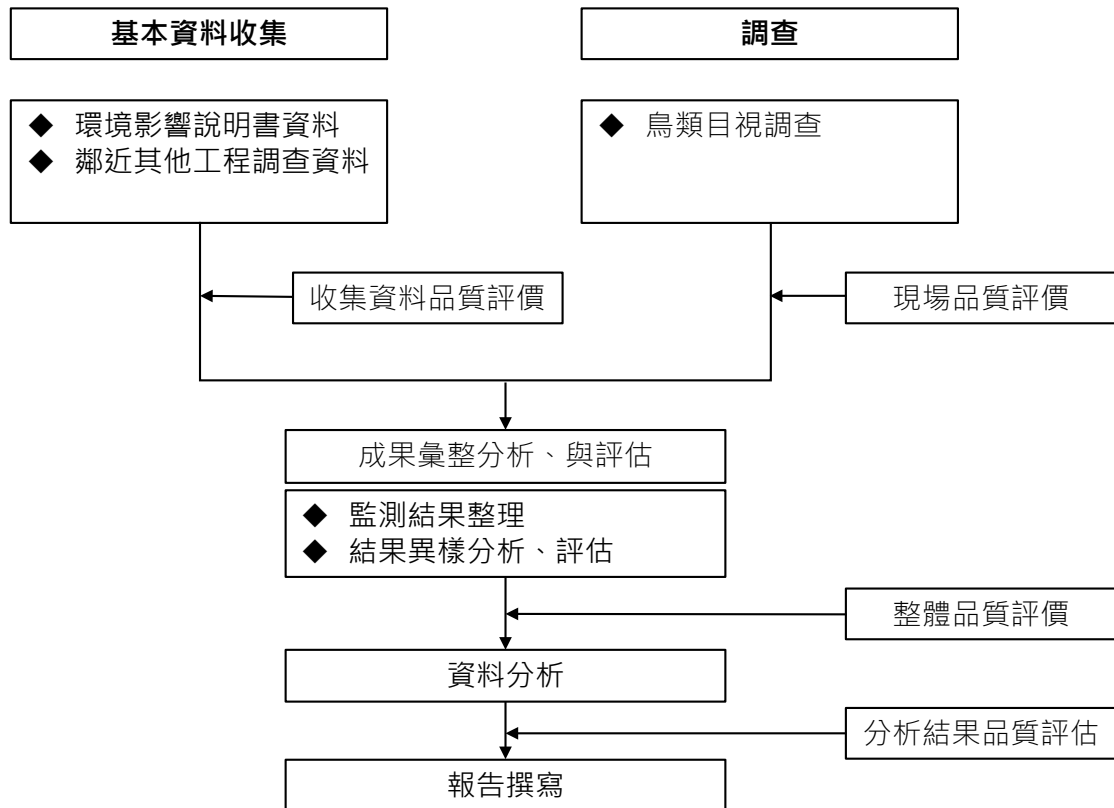 基本資料收集
調查
◆ 環境影響說明書資料
◆ 鄰近其他工程調查資料
◆ 鳥類目視調查
收集資料品質評價
現場品質評價
成果彙整分析、與評估
◆ 監測結果整理
◆ 結果異樣分析、評估
整體品質評價
資料分析
分析結果品質評估
報告撰寫